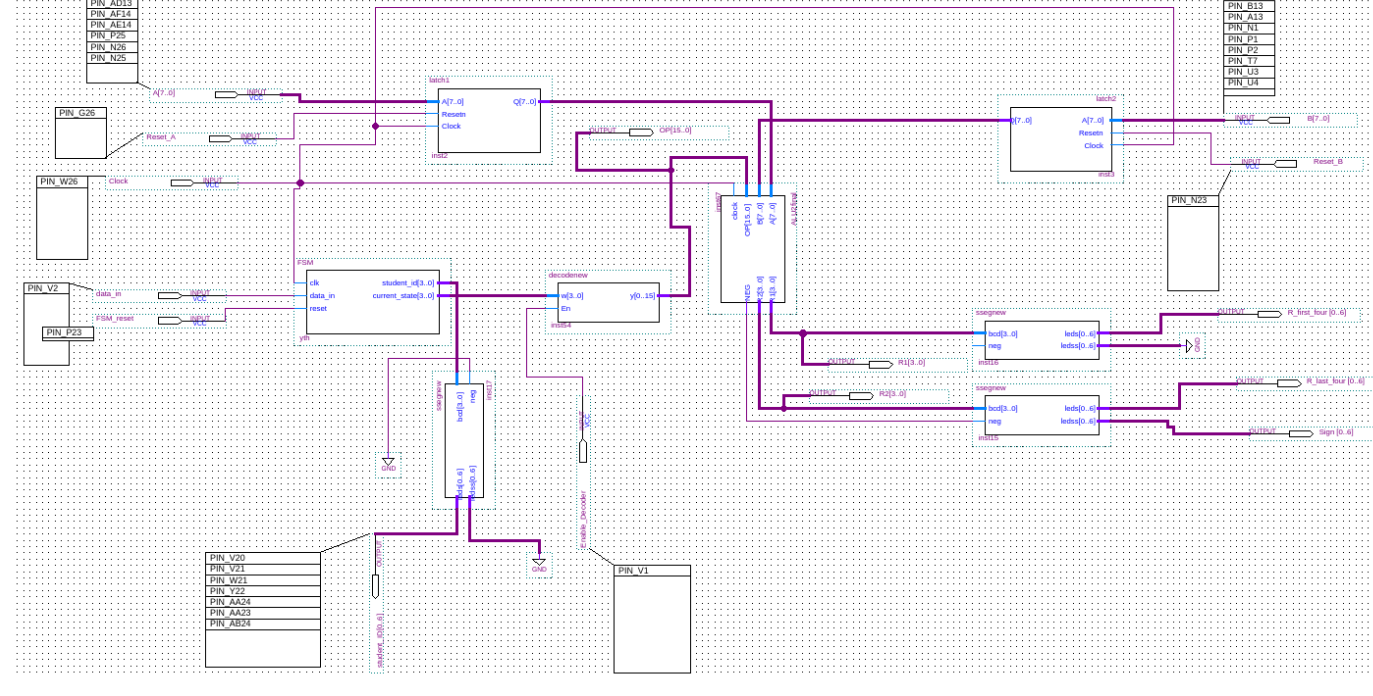 PIN_AD13
PIN_AF14
PIN_AE14
PIN_P25
PIN_N26
PIN_N25
PIN_B13
PIN_A13
PIN_N1
PIN_P1
PIN_P2
PIN_T7
PIN_U3
PIN_U4
A[7..0]
INPUT
VCC
latch1
A[7..0]
Resetn
Clock
Q[7..0]
inst2
PIN_G26
Reset_A
INPUT
VCC
OUTPUT
OP[15..0]
latch2
Q[7..0]
A[7..0]
Resetn
Clock
inst3
INPUT
VCC
B[7..0]
INPUT
VCC
Reset_B
PIN_W26
Clock
INPUT
VCC
PIN_N23
clock
OP[15..0]
B[7..0]
A[7..0]
NEG
R2[3..0]
R1[3..0]
FSM
clk
data_in
reset
student_id[3..0]
current_state[3..0]
yth
decodenew
w[3..0]
En
y[0..15]
inst54
PIN_V2
PIN_P23
data_in
INPUT
VCC
FSM_reset
INPUT
VCC
ssegnew
bcd[3..0]
neg
leds[0..6]
ledss[0..6]
inst16
OUTPUT
R_first_four [0..6]
GND
OUTPUT
R1[3..0]
OUTPUT
R2[3..0]
ssegnew
bcd[3..0]
neg
leds[0..6]
ledss[0..6]
inst15
OUTPUT
R_last_four [0..6]
OUTPUT
Sign [0..6]
ssegnew
bcd[3..0]
neg
leds[0..6]
ledss[0..6]
inst17
GND
INPUT
VCC
Enable_Decoder
GND
OUTPUT
student_ID[0..6]
PIN_V20
PIN_V21
PIN_W21
PIN_Y22
PIN_AA24
PIN_AA23
PIN_AB24
PIN_V1